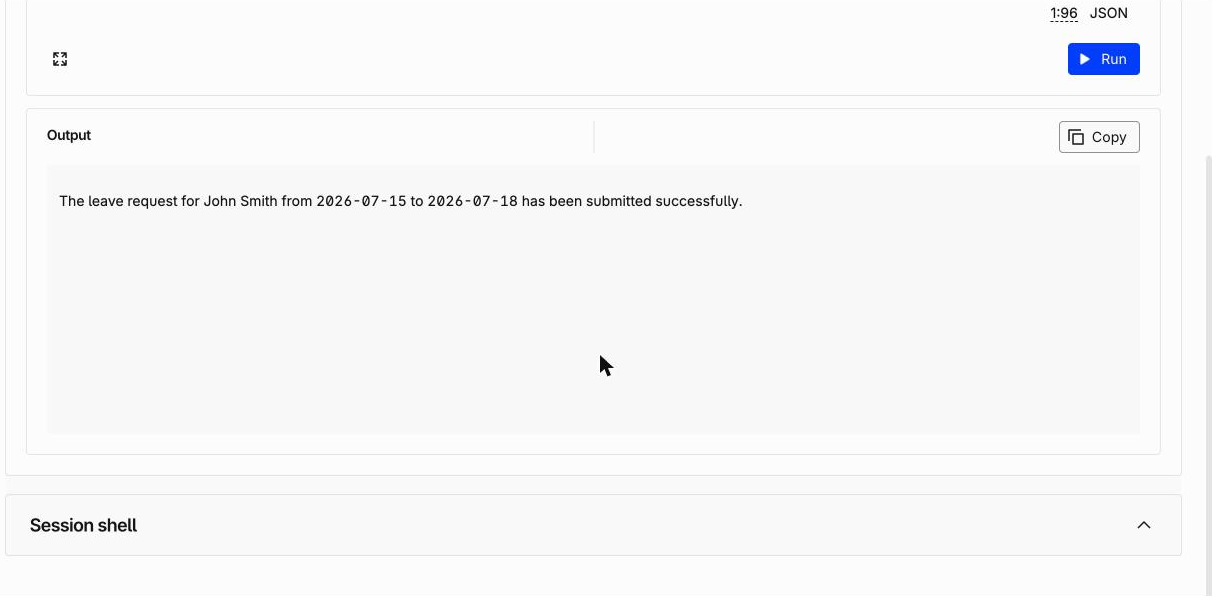 1:96 JSON
Run
Output
Copy
The leave request for John Smith from 2026-07-15 to 2026-07-18 has been submitted successfully.
Session shell